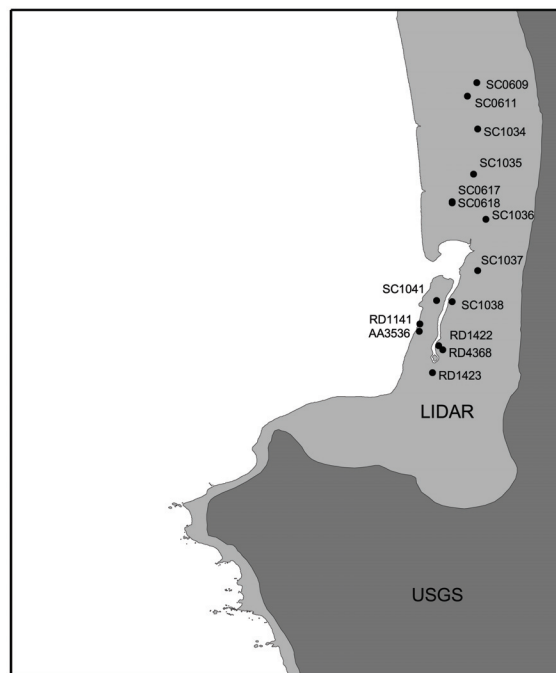 SC0609
SC0611
SC1034
SC1035
SC0617
SC0618
SC1036
SC1037
SC1041
SC1038
RD1141
AA3536
RD1422
RD4368
RD1423
LIDAR
USGS